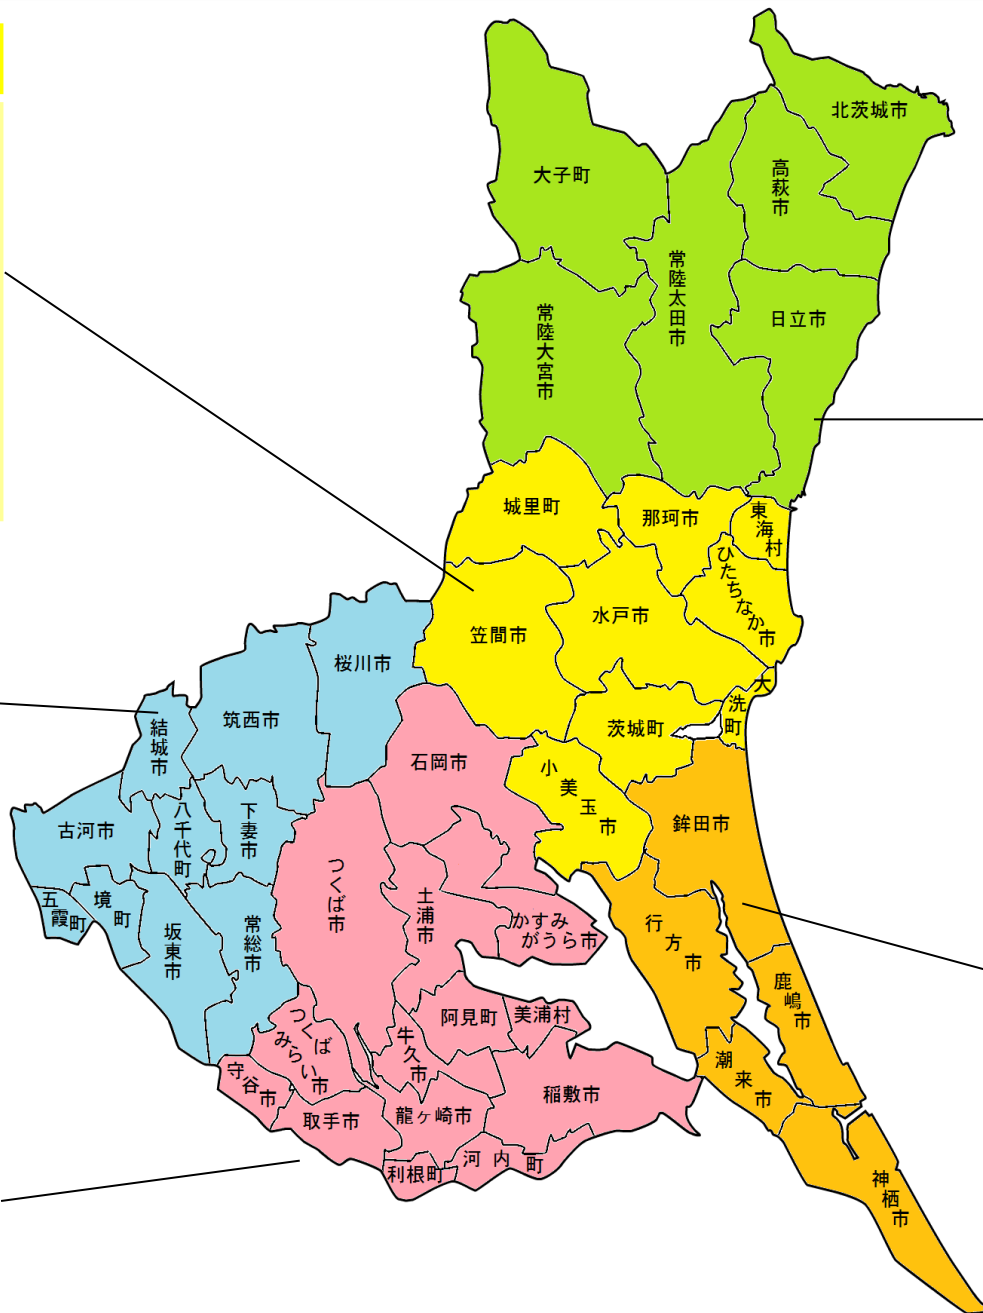 北茨城市
大子町
高萩市
常陸太田市
日立市
常陸大宮市
城里町
那珂市
東海村
ひたちなか市
水戸市
笠間市
大洗町
茨城町
小美玉市
桜川市
筑西市
結城市
古河市
八千代町
下妻市
五霞町
境町
坂東市
常総市
石岡市
つくば市
土浦市
かすみ
がうら市
鉾田市
行方市
鹿嶋市
潮来市
神栖市
つくば
みらい市
牛久市
阿見町
美浦村
守谷市
取手市
龍ヶ崎市
稲敷市
利根町
河内町